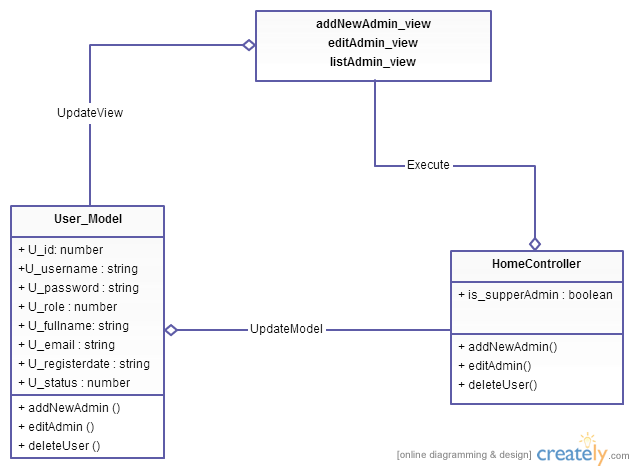 addNewAdmin_view
editAdmin_view
listAdmin_view
UpdateView
Execute
User_Model
+ U_id: number
+U_username : string
+ U_password : string
+ U_role : number
+ U_fullname: string
+ U_email : string
+ U_registerdate : string
+ U_status : number
+ addNewAdmin ()
+ editAdmin ()
+ deleteUser ()
UpdateModel
HomeController
+ is_supperAdmin : boolean
+ addNewAdmin()
+ editAdmin()
+ deleteUser()
[online diagramming & design] creately.com